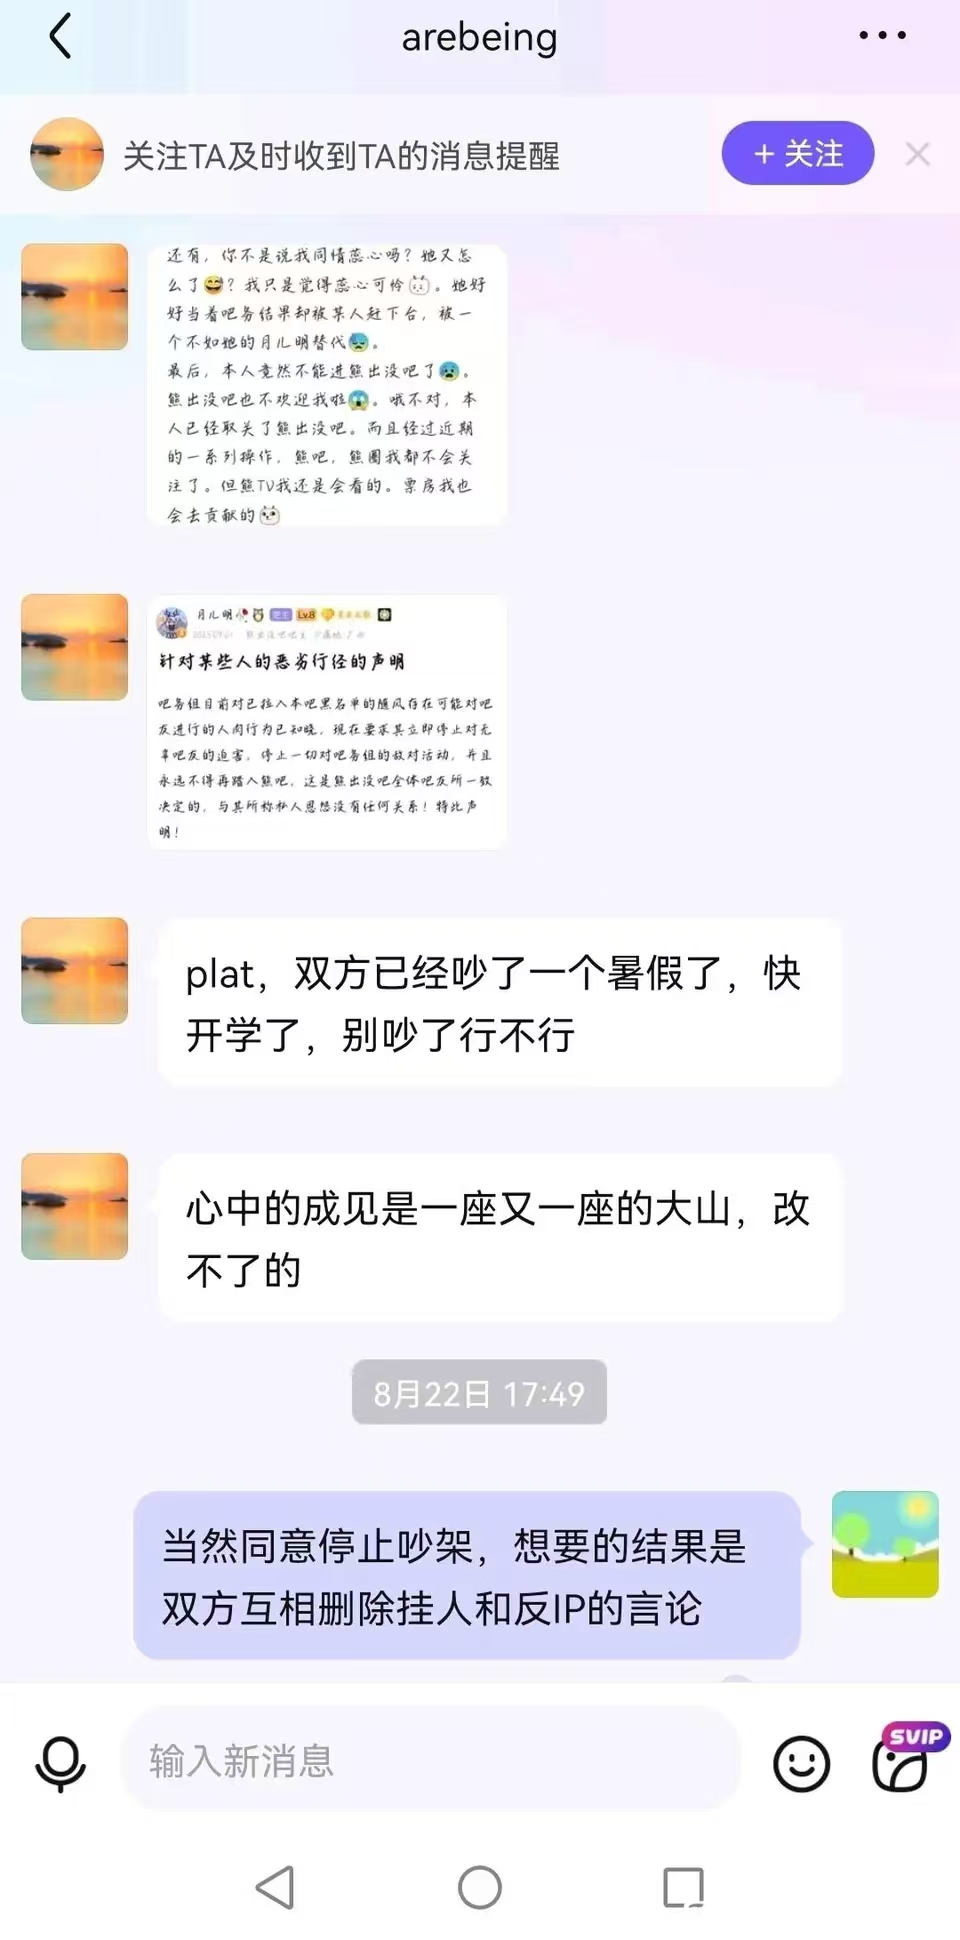 arebeing
关注TA及时收到TA的消息提醒
+ 关注
还有，你不是说我同情蕊心吗？她又怎
么了😅？我只是觉得蕊心可怜。她好
好当着吧务结果却被某人赶下台，被一
个不如她的月儿明替代😪。
最后，本人竟然不能进熊出没吧了😨。
熊出没吧也不欢迎我啦😱。哦不对，本
人已经取关了熊出没吧。而且经过近期
的一系列操作，熊吧，熊圈我都不会关
注了。但熊TV我还是会看的。票房我也
会去贡献的
月儿明 吧主 Lv.8
针对某些人的恶劣行径的声明
吧务组目前对已拉入本吧黑名单的随风存在可能对吧
友进行的人肉行为已知晓，现在要求其立即停止对无
辜吧友的迫害，停止一切对吧务组的敌对活动，并且
永远不得再踏入熊吧，这是熊出没吧全体吧友所一致
决定的，与其所称私人恩怨没有任何关系！特此声
明！
plat，双方已经吵了一个暑假了，快
开学了，别吵了行不行
心中的成见是一座又一座的大山，改
不了的
8月22日 17:49
当然同意停止吵架，想要的结果是
双方互相删除挂人和反IP的言论
输入新消息
SVIP